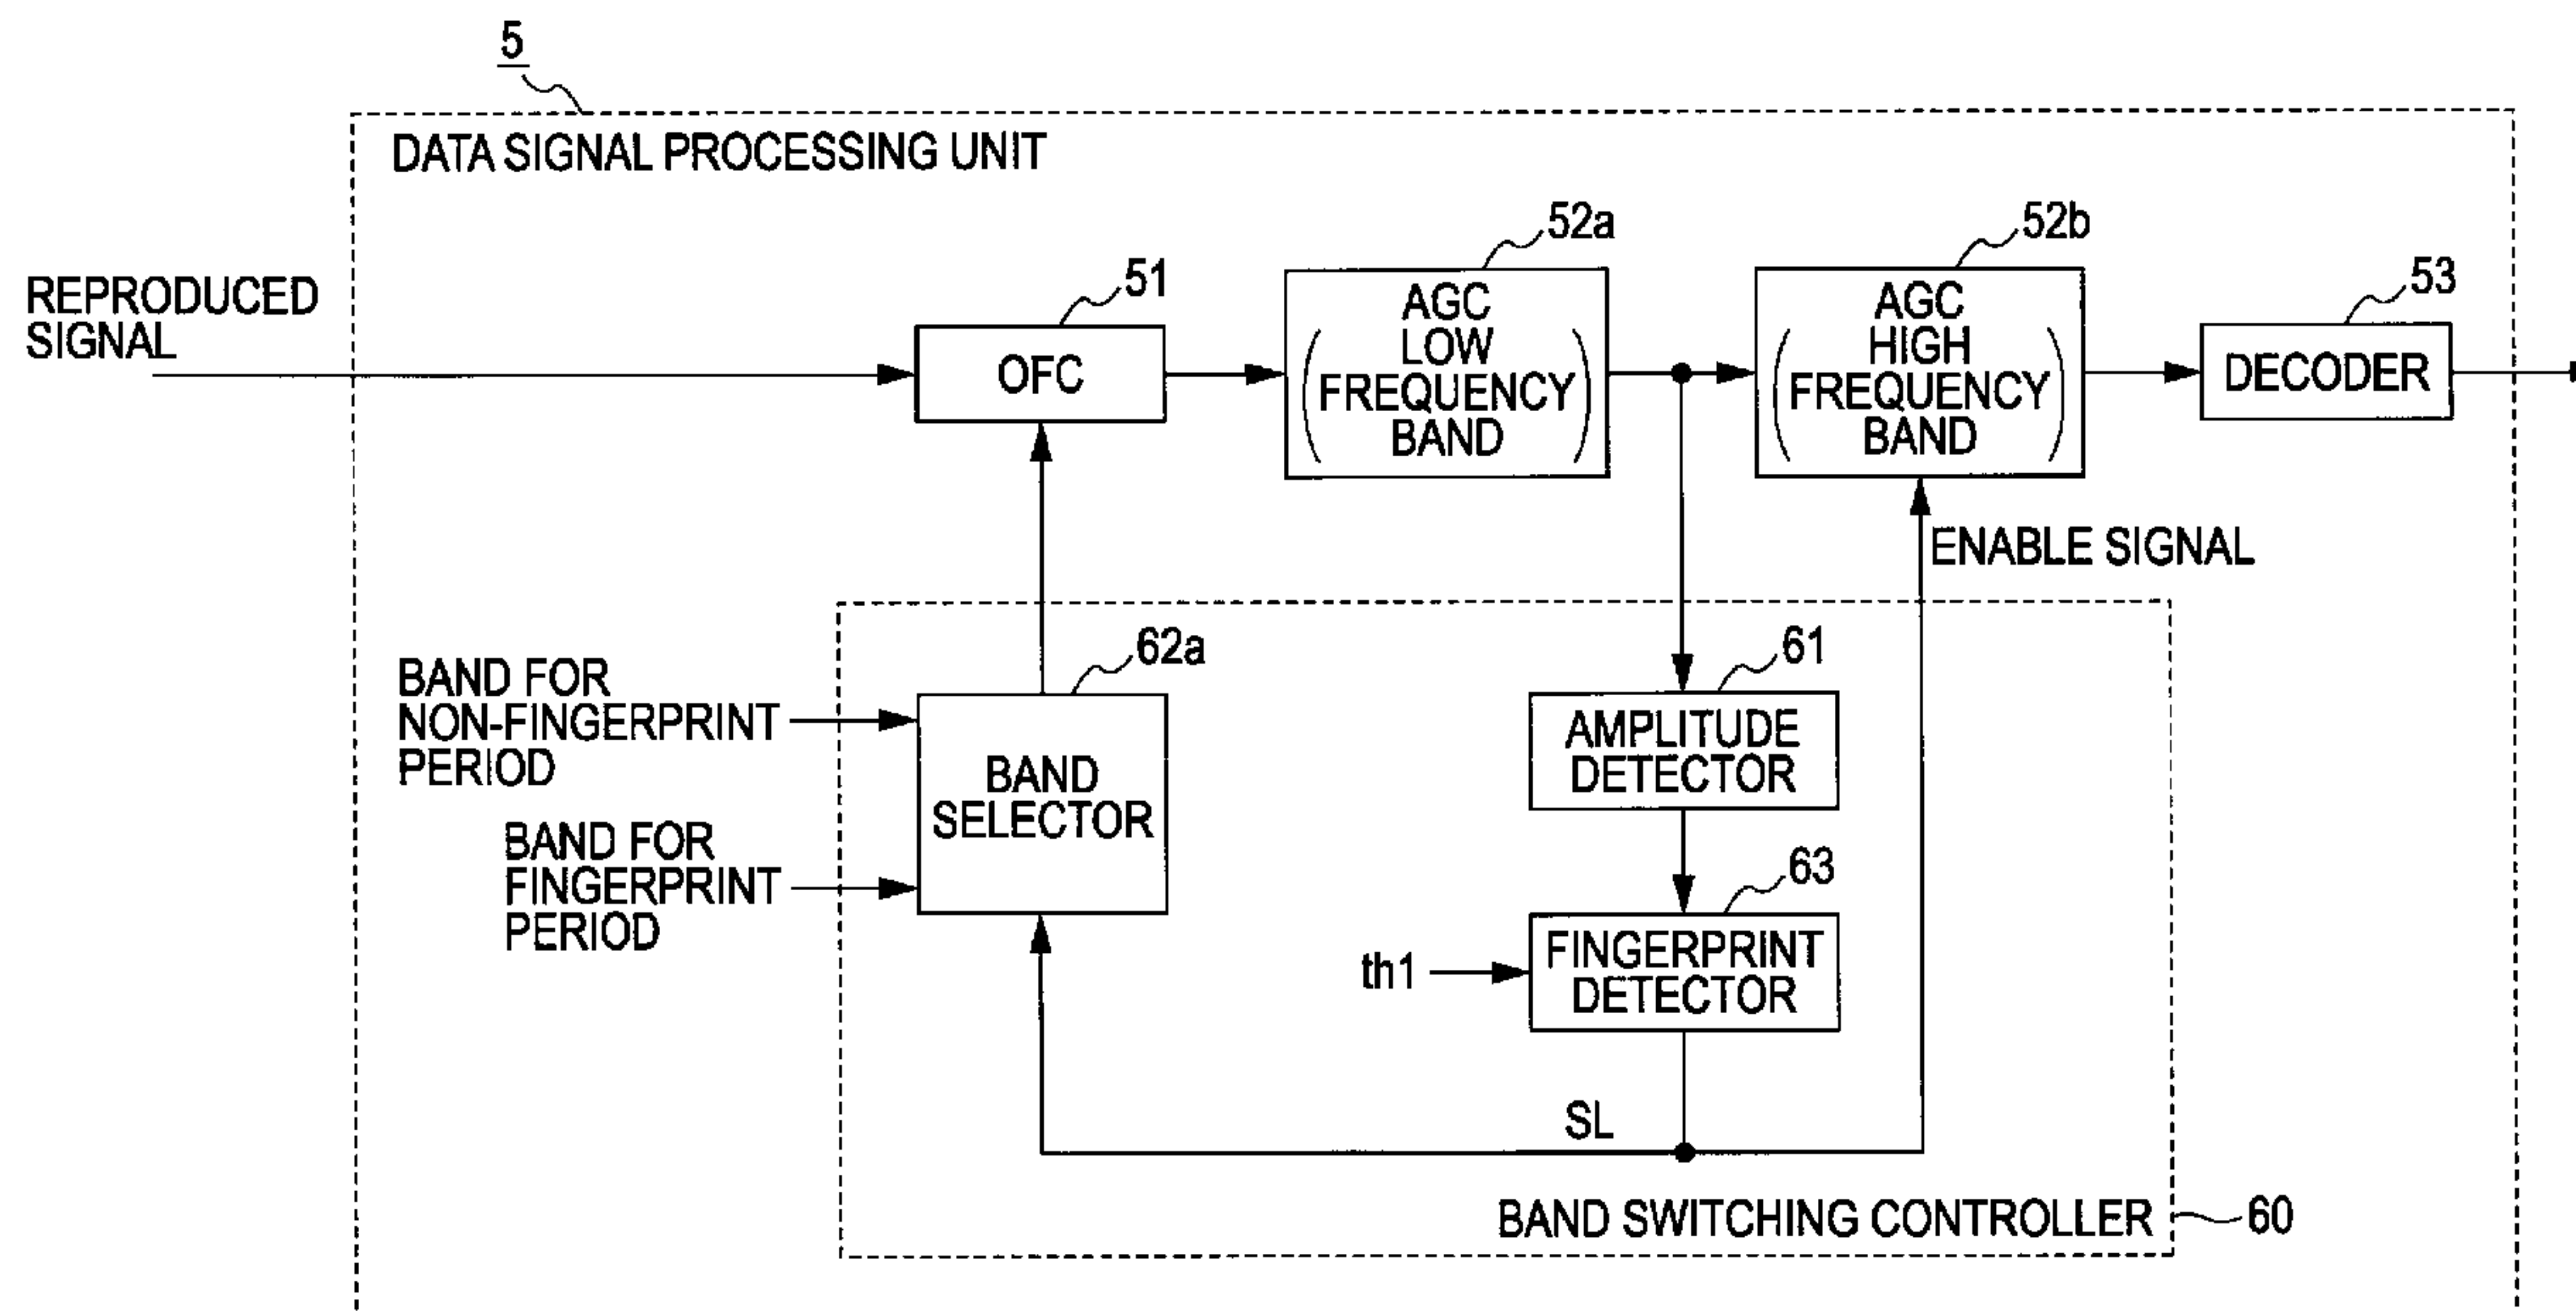 5
DATA SIGNAL PROCESSING UNIT
52a
52b
51
53
REPRODUCED
SIGNAL
OFC
AGC
LOW
FREQUENCY
BAND
AGC
HIGH
FREQUENCY
BAND
DECODER
ENABLE SIGNAL
62a
61
BAND FOR
NON-FINGERPRINT
PERIOD
BAND
SELECTOR
AMPLITUDE
DETECTOR
BAND FOR
FINGERPRINT
PERIOD
63
th1
FINGERPRINT
DETECTOR
SL
BAND SWITCHING CONTROLLER
60